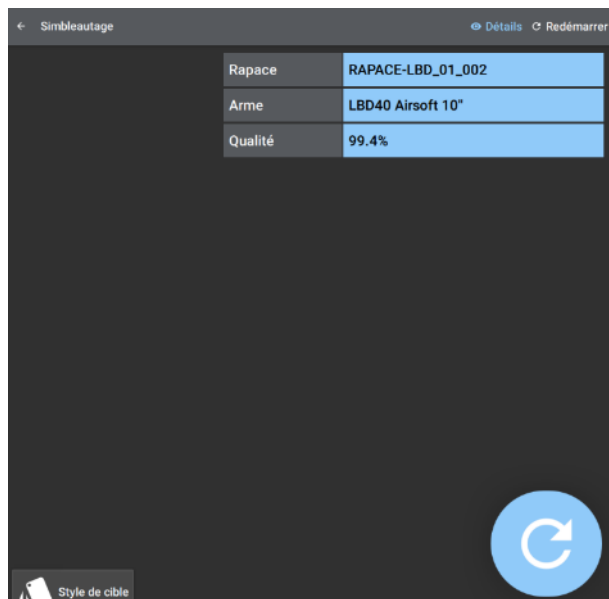 Simbleautage
Détails Redémarrer
Rapace RAPACE-LBD_01_002
Arme LBD40 Airsoft 10"
Qualité 99.4%
Style de cible